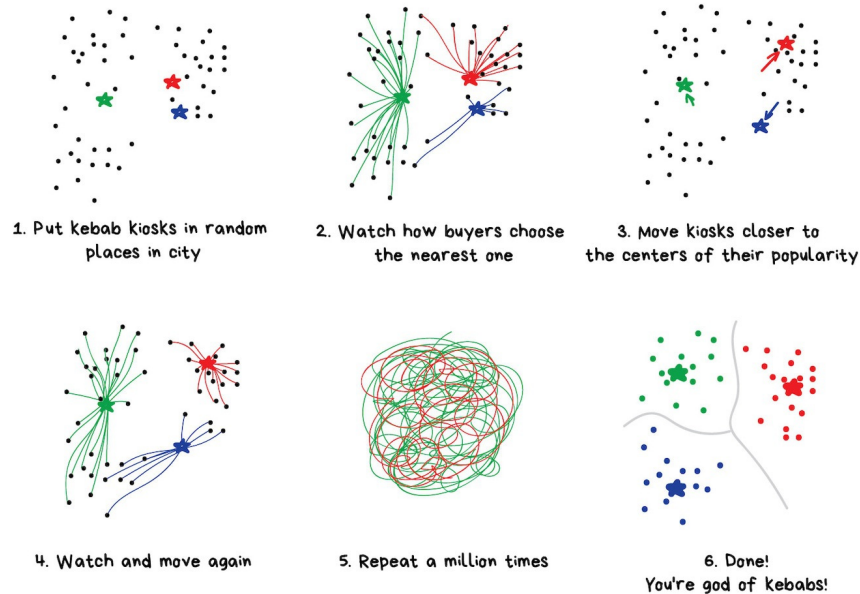 1. Put kebab kiosks in random
places in city
2. Watch how buyers choose
the nearest one
3. Move kiosks closer to
the centers of their popularity
4. Watch and move again
5. Repeat a million times
6. Done!
You're god of kebabs!